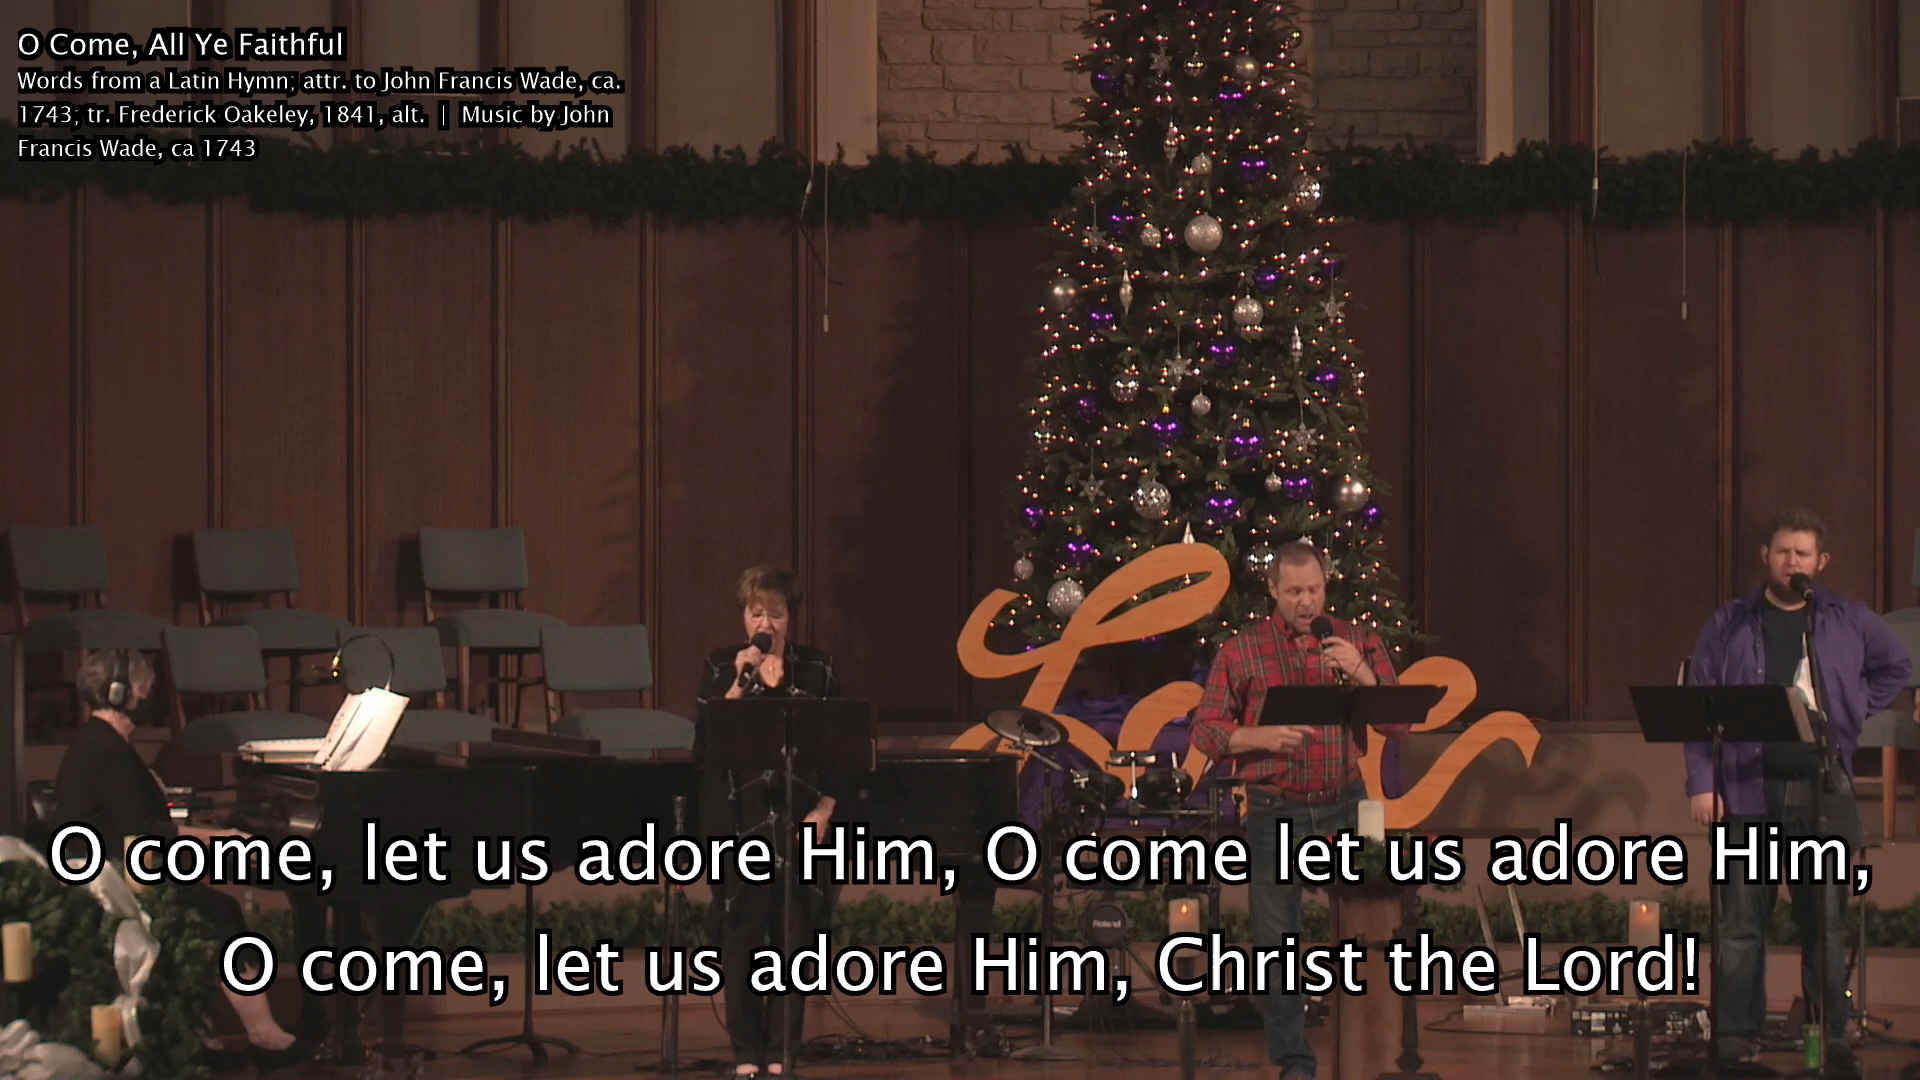 O Come, All Ye Faithful
Words from a Latin Hymn; attr. to John Francis Wade, ca.
1743; tr. Frederick Oakeley, 1841, alt. | Music by John
Francis Wade, ca 1743
Love
O come, let us adore Him, O come let us adore Him,
Roland
O come, let us adore Him, Christ the Lord!